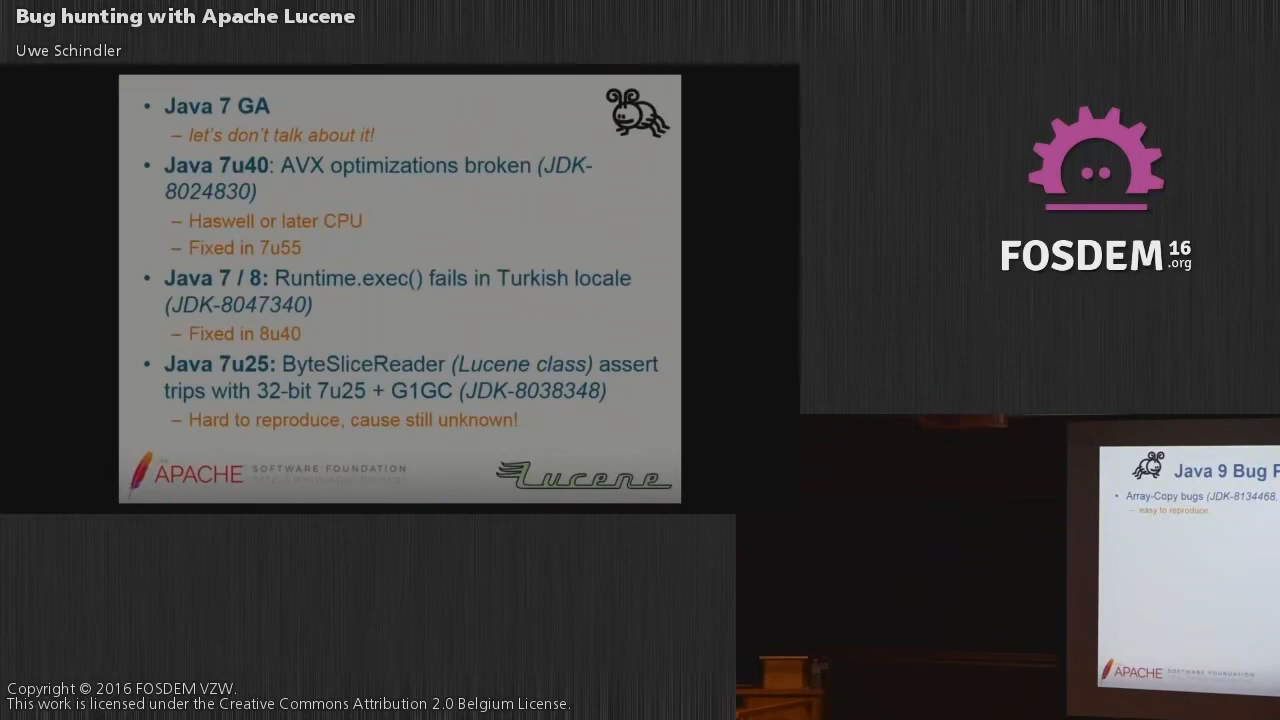 Bug hunting with Apache Lucene
Uwe Schindler
• Java 7 GA
– let's don't talk about it!
• Java 7u40: AVX optimizations broken (JDK-
8024830)
– Haswell or later CPU
– Fixed in 7u55
• Java 7 / 8: Runtime.exec() fails in Turkish locale
(JDK-8047340)
– Fixed in 8u40
• Java 7u25: ByteSliceReader (Lucene class) assert
trips with 32-bit 7u25 + G1GC (JDK-8038348)
– Hard to reproduce, cause still unknown!
APACHE SOFTWARE FOUNDATION
Lucene
FOSDEM 16
.org
Java 9 Bug
• Array-Copy bugs (JDK-8134468,
– easy to reproduce
APACHE SOFTWARE FOUNDATION
Copyright © 2016 FOSDEM VZW.
This work is licensed under the Creative Commons Attribution 2.0 Belgium License.